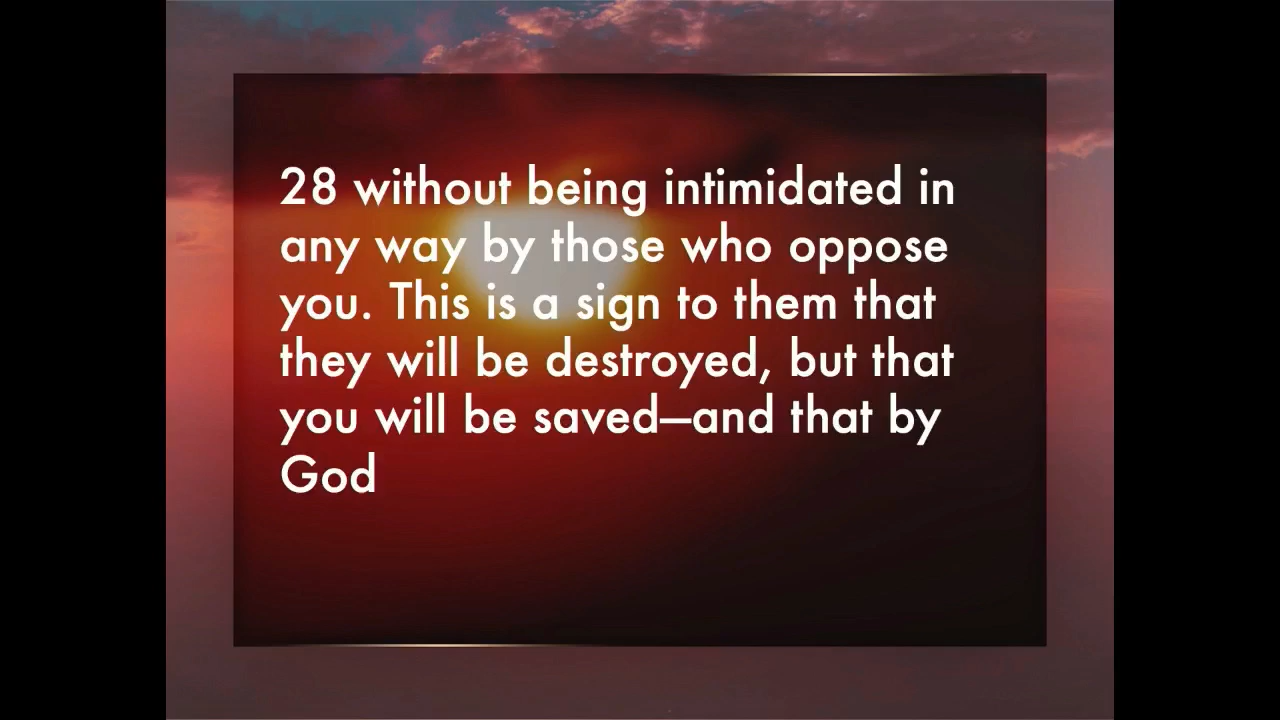 28 without being intimidated in
any way by those who oppose
you. This is a sign to them that
they will be destroyed, but that
you will be saved—and that by
God